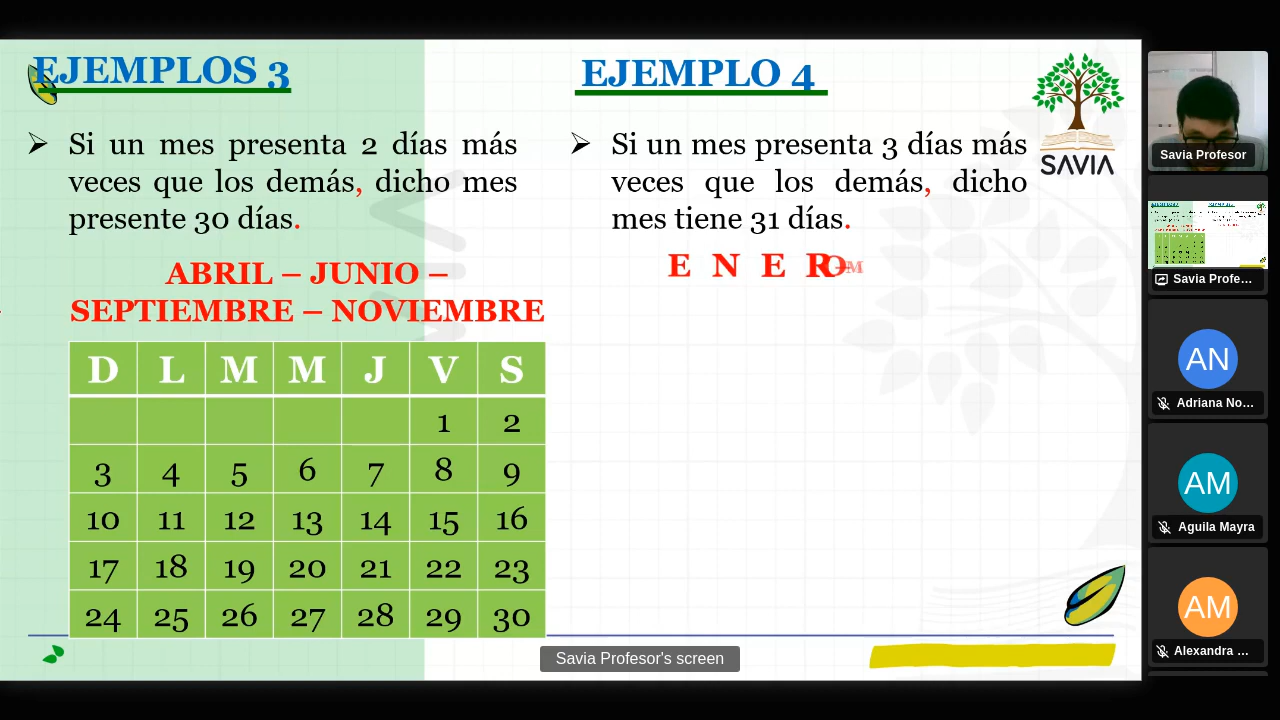 EJEMPLOS 3
Si un mes presenta 2 días más
veces que los demás, dicho mes
presente 30 días.
ABRIL – JUNIO –
SEPTIEMBRE – NOVIEMBRE
D L M M J V S
1 2
3 4 5 6 7 8 9
10 11 12 13 14 15 16
17 18 19 20 21 22 23
24 25 26 27 28 29 30
EJEMPLO 4
Si un mes presenta 3 días más
veces que los demás, dicho
mes tiene 31 días.
E N E R O – M
SAVIA
Savia Profesor's screen
Savia Profesor
Savia Profe...
AN
Adriana No...
AM
Aguila Mayra
AM
Alexandra ...